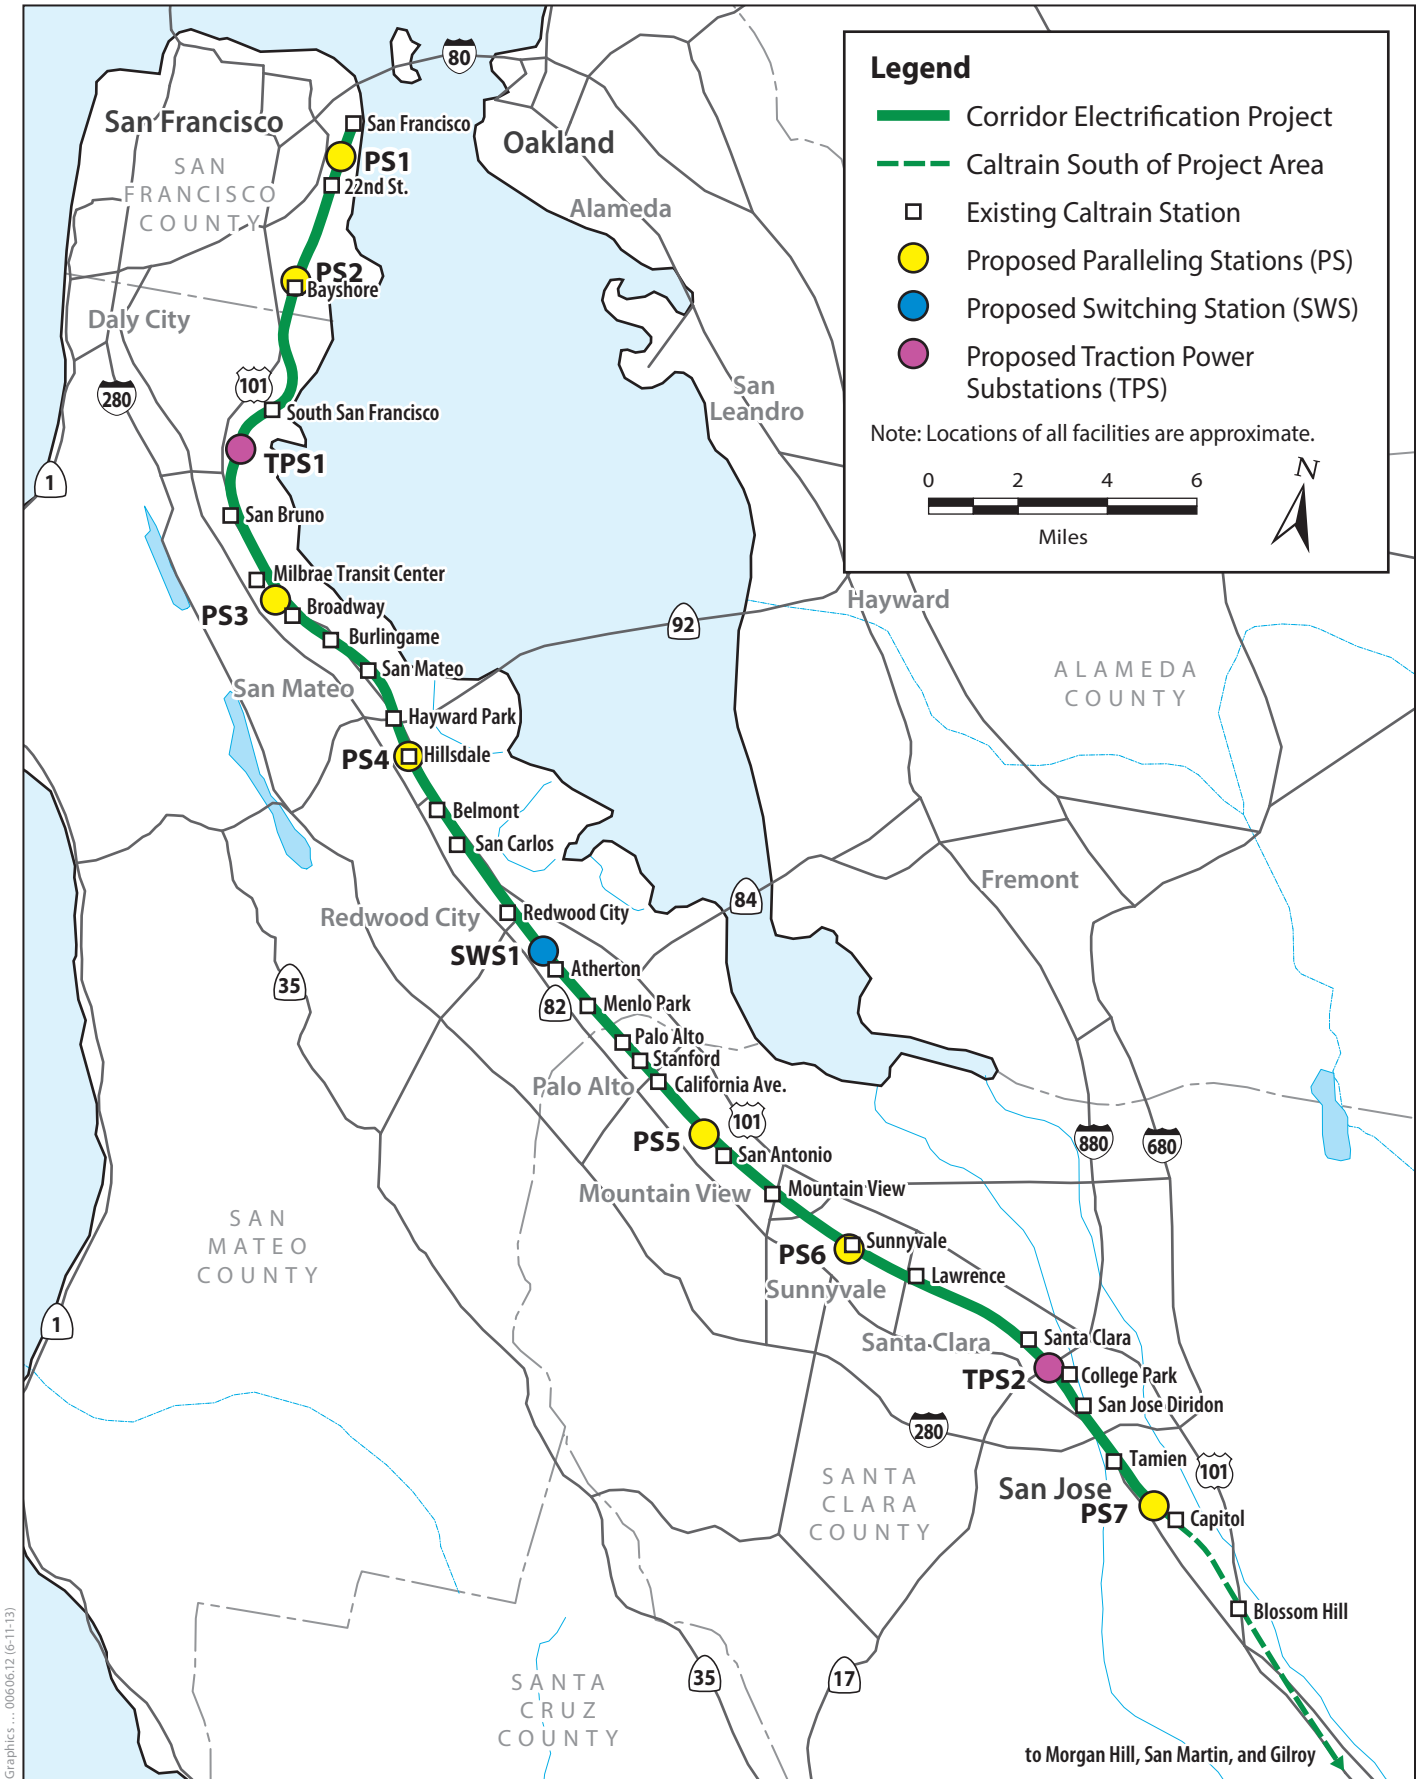 80
San Francisco
San Francisco
PS1
22nd St.
SAN
FRANCISCO
COUNTY
Oakland
Alameda
PS2
Bayshore
Daly City
280
101
South San Francisco
TPS1
1
San Bruno
San
Leandro
Milbrae Transit Center
PS3
Broadway
Burlingame
San Mateo
San Mateo
92
Hayward
ALAMEDA
COUNTY
Hayward Park
PS4
Hillsdale
Belmont
San Carlos
Fremont
84
Redwood City
Redwood City
SWS1
Atherton
35
82
Menlo Park
Palo Alto
Stanford
California Ave.
Palo Alto
101
PS5
San Antonio
880
680
Mountain View
Mountain View
SAN
MATEO
COUNTY
PS6
Sunnyvale
Sunnyvale
Lawrence
1
Santa Clara
Santa Clara
TPS2
College Park
San Jose Diridon
280
Tamien
101
San Jose
PS7
Capitol
SANTA
CLARA
COUNTY
Blossom Hill
35
17
SANTA
CRUZ
COUNTY
to Morgan Hill, San Martin, and Gilroy
Legend
Corridor Electrification Project
Caltrain South of Project Area
Existing Caltrain Station
Proposed Paralleling Stations (PS)
Proposed Switching Station (SWS)
Proposed Traction Power
Substations (TPS)
Note: Locations of all facilities are approximate.
0 2 4 6
Miles
N
Graphics … 00606.12 (6-11-13)